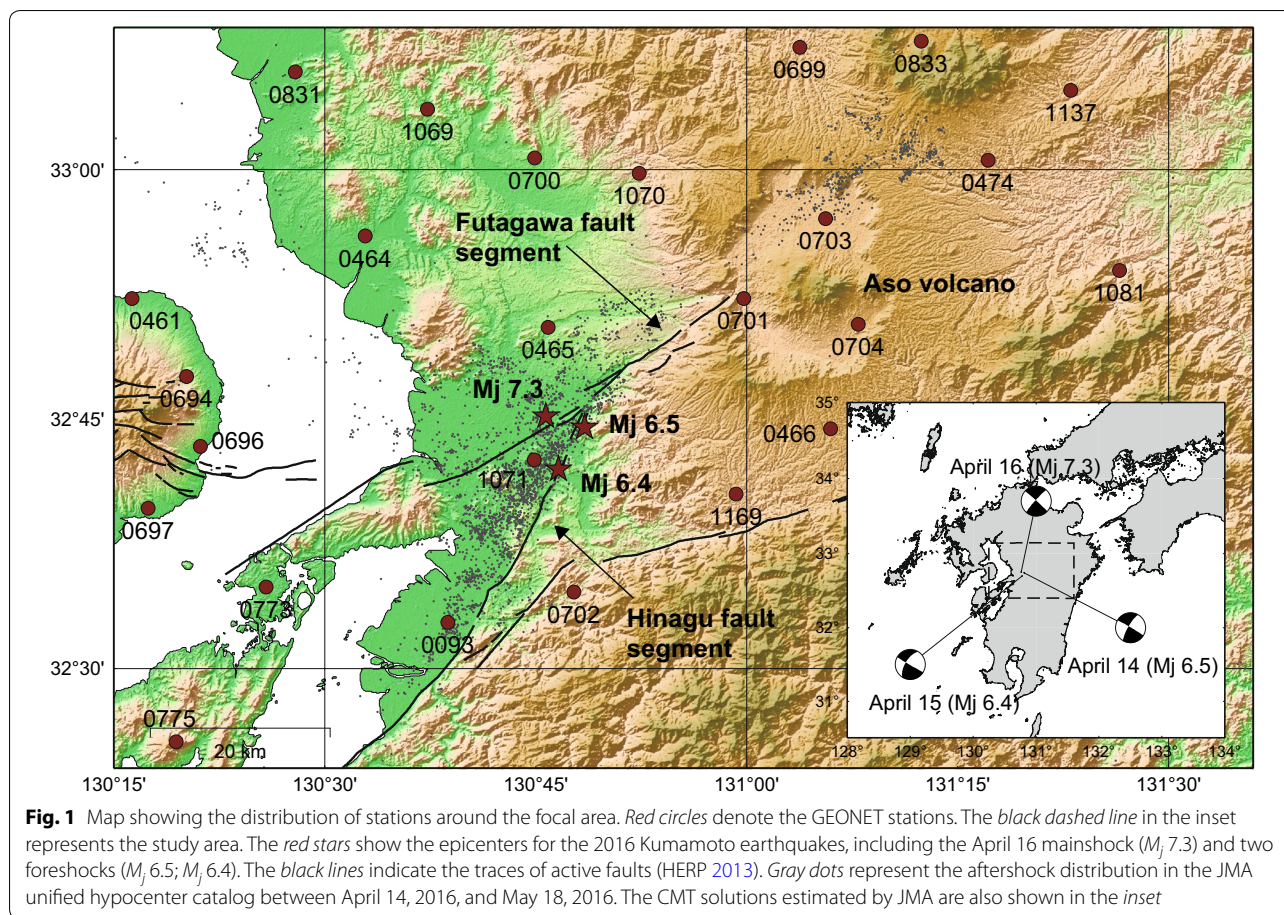 0699
0833
0831
1137
1069
33°00'
0700
1070
0474
Futagawa fault
segment
0703
0464
Aso volcano
1081
0461
0701
0465
0704
0694
Mj 7.3
32°45'
Mj 6.5
0466
0696
1071
Mj 6.4
1169
0697
0773
0702
Hinagu fault
segment
0093
32°30'
0775
20 km
130°15'
130°30'
130°45'
131°00'
131°15'
131°30'
35°
April 16 (Mj 7.3)
34°
33°
32°
April 14 (Mj 6.5)
31°
April 15 (Mj 6.4)
128°
129°
130°
131°
132°
133°
134°
Fig. 1 Map showing the distribution of stations around the focal area. Red circles denote the GEONET stations. The black dashed line in the inset
represents the study area. The red stars show the epicenters for the 2016 Kumamoto earthquakes, including the April 16 mainshock (Mj 7.3) and two
foreshocks (Mj 6.5; Mj 6.4). The black lines indicate the traces of active faults (HERP 2013). Gray dots represent the aftershock distribution in the JMA
unified hypocenter catalog between April 14, 2016, and May 18, 2016. The CMT solutions estimated by JMA are also shown in the inset